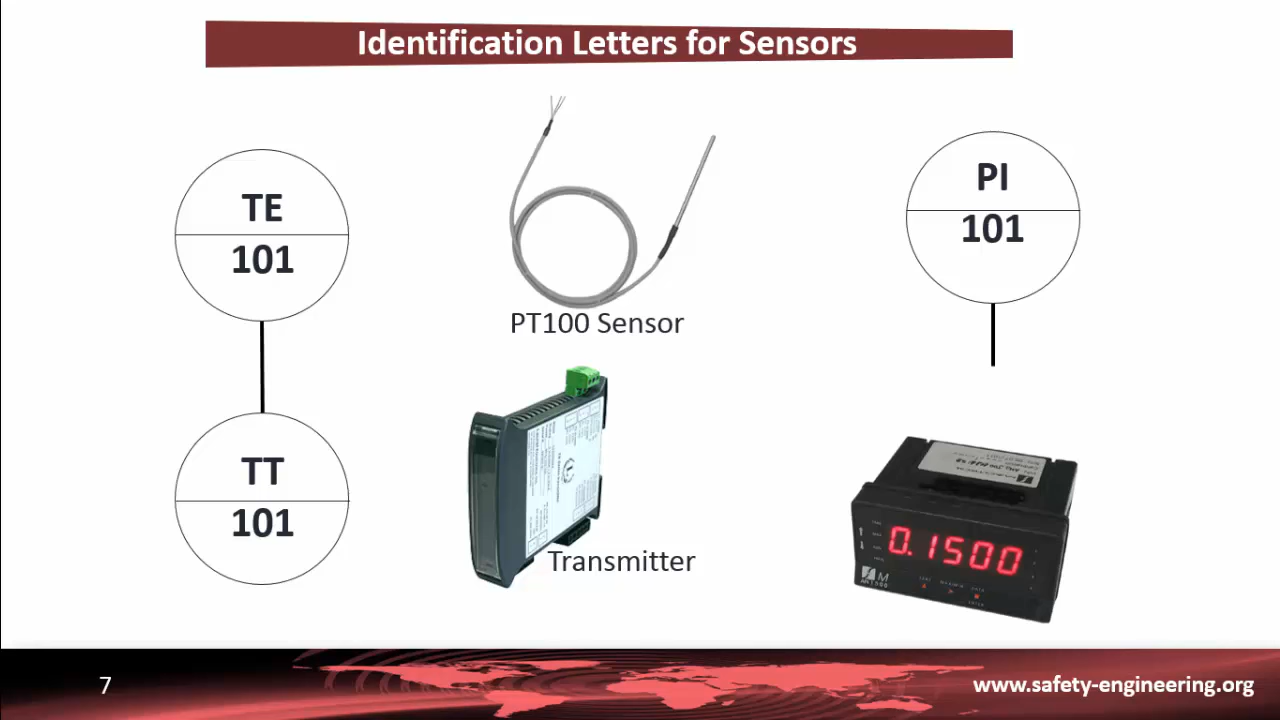 Identification Letters for Sensors
TE
101
PI
101
PT100 Sensor
TT
101
Transmitter
0.1500
M
7
www.safety-engineering.org